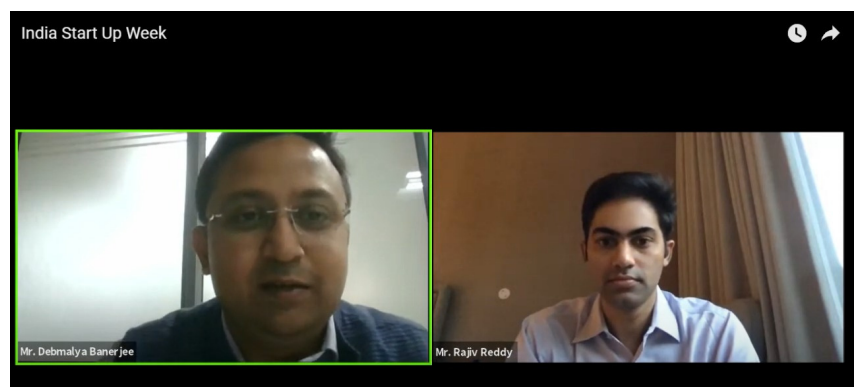 India Start Up Week
Mr. Debmalya Banerjee
Mr. Rajiv Reddy